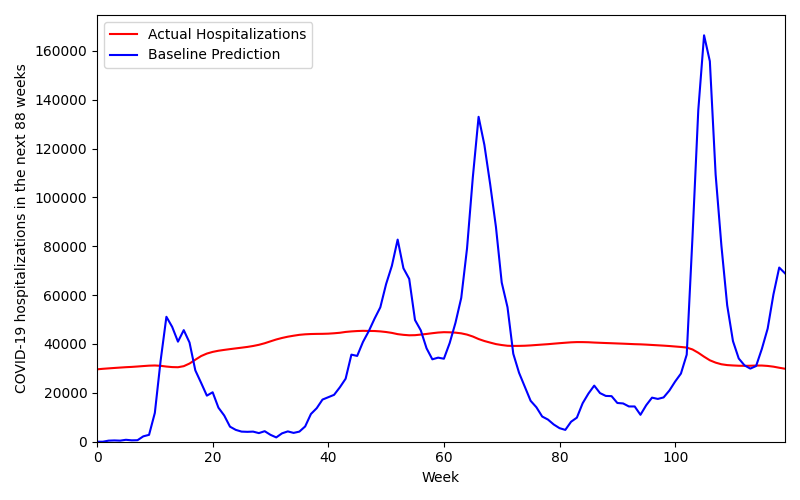 Actual Hospitalizations
Baseline Prediction
COVID-19 hospitalizations in the next 88 weeks
160000
140000
120000
100000
80000
60000
40000
20000
0
0 20 40 60 80 100
Week